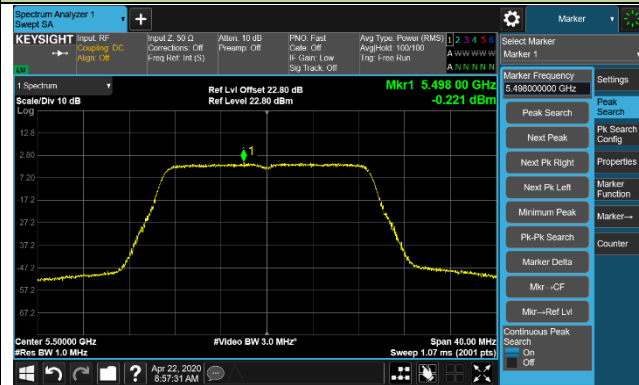 Spectrum Analyzer 1
Swept SA
+
Marker
KEYSIGHT
Input: RF
Coupling: DC
Align: Off
Input Z: 50 Ω
Corrections: Off
Freq Ref: Int (S)
Atten: 10 dB
Preamp: Off
PNO: Fast
Gate: Off
IF Gain: Low
Sig Track: Off
Avg Type: Power (RMS)
Avg|Hold: 100/100
Trig: Free Run
1 2 3 4 5 6
A W W W W W
A N N N N N
LXI
Select Marker
Marker 1
1 Spectrum
Scale/Div 10 dB
Log
Ref Lvl Offset 22.80 dB
Ref Level 22.80 dBm
Mkr1 5.498 00 GHz
-0.221 dBm
12.8
2.80
-7.20
-17.2
-27.2
-37.2
-47.2
-57.2
-67.2
1
Center 5.50000 GHz
#Res BW 1.0 MHz
#Video BW 3.0 MHz*
Span 40.00 MHz
Sweep 1.07 ms (2001 pts)
Marker Frequency
5.498000000 GHz
Peak Search
Next Peak
Next Pk Right
Next Pk Left
Minimum Peak
Pk-Pk Search
Marker Delta
Mkr→CF
Mkr→Ref Lvl
Continuous Peak
Search
On
Off
Settings
Peak
Search
Pk Search
Config
Properties
Marker
Function
Marker→
Counter
?
Apr 22, 2020
8:57:31 AM